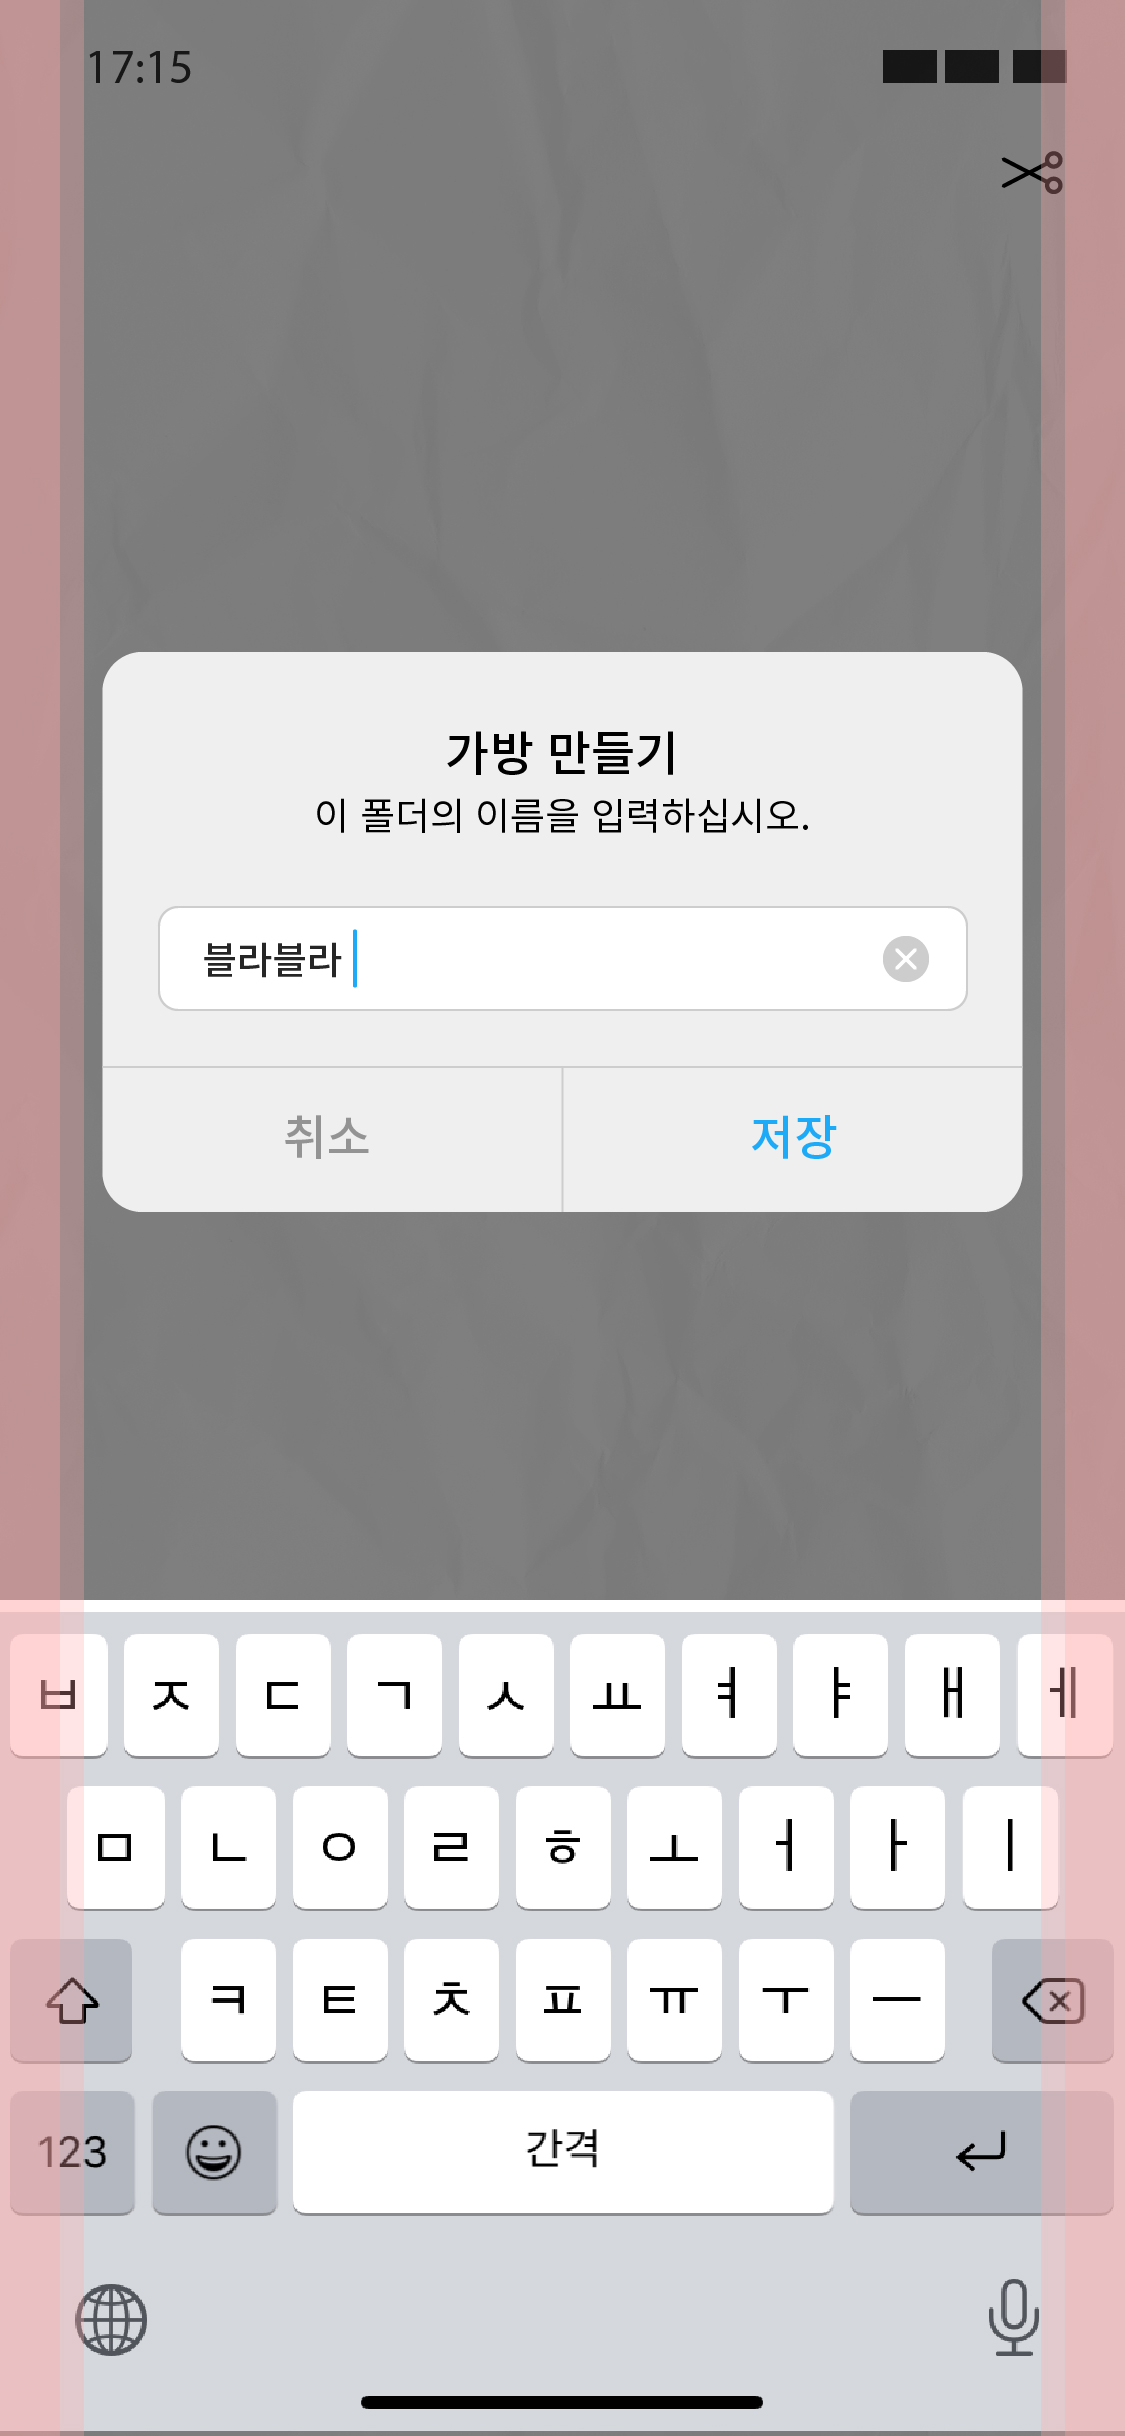 17:15
가방 만들기
이 폴더의 이름을 입력하십시오.
블라블라
취소 저장
ㅂ ㅈ ㄷ ㄱ ㅅ ㅛ ㅕ ㅑ ㅐ ㅔ
ㅁ ㄴ ㅇ ㄹ ㅎ ㅗ ㅓ ㅏ ㅣ
ㅋ ㅌ ㅊ ㅍ ㅠ ㅜ ㅡ
123 간격